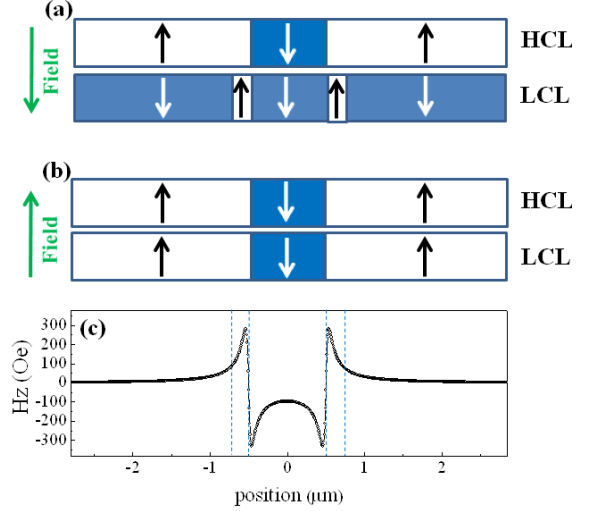 (a)
HCL
Field
LCL
(b)
HCL
Field
LCL
(c)
Hz (Oe)
300
200
100
0
-100
-200
-300
-2 -1 0 1 2
position (μm)